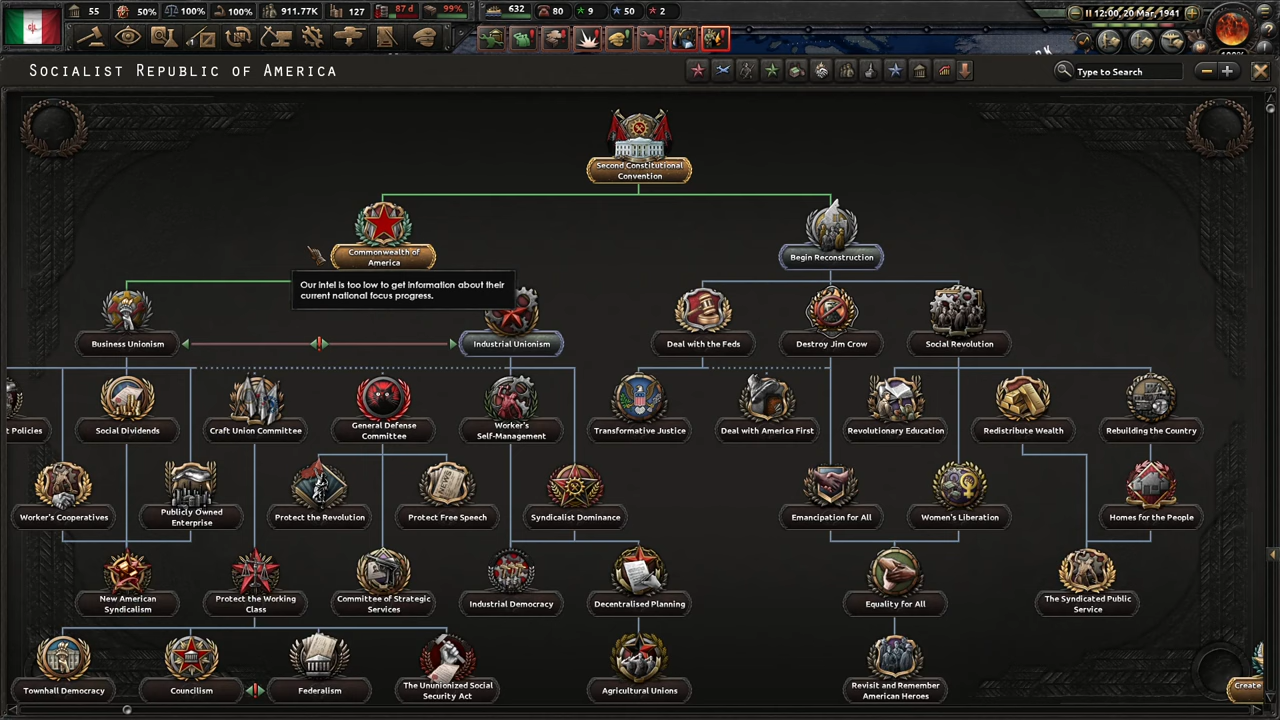 55
50%
100%
100%
911.77K
127
87 d
99%
632
80
9
50
2
12:00, 20 Mar, 1941
100%
Socialist Republic of America
Type to Search
Second Constitutional
Convention
Commonwealth of
America
Begin Reconstruction
Our intel is too low to get information about their
current national focus progress.
Business Unionism
Industrial Unionism
Deal with the Feds
Destroy Jim Crow
Social Revolution
t Policies
Social Dividends
Craft Union Committee
General Defense
Committee
Worker's
Self-Management
Transformative Justice
Deal with America First
Revolutionary Education
Redistribute Wealth
Rebuilding the Country
Worker's Cooperatives
Publicly Owned
Enterprise
Protect the Revolution
Protect Free Speech
NEWS
Syndicalist Dominance
Emancipation for All
Women's Liberation
Homes for the People
New American
Syndicalism
Protect the Working
Class
Committee of Strategic
Services
Industrial Democracy
Decentralised Planning
Equality for All
The Syndicated Public
Service
Townhall Democracy
Councilism
Federalism
The Ununionized Social
Security Act
Agricultural Unions
Revisit and Remember
American Heroes
Create